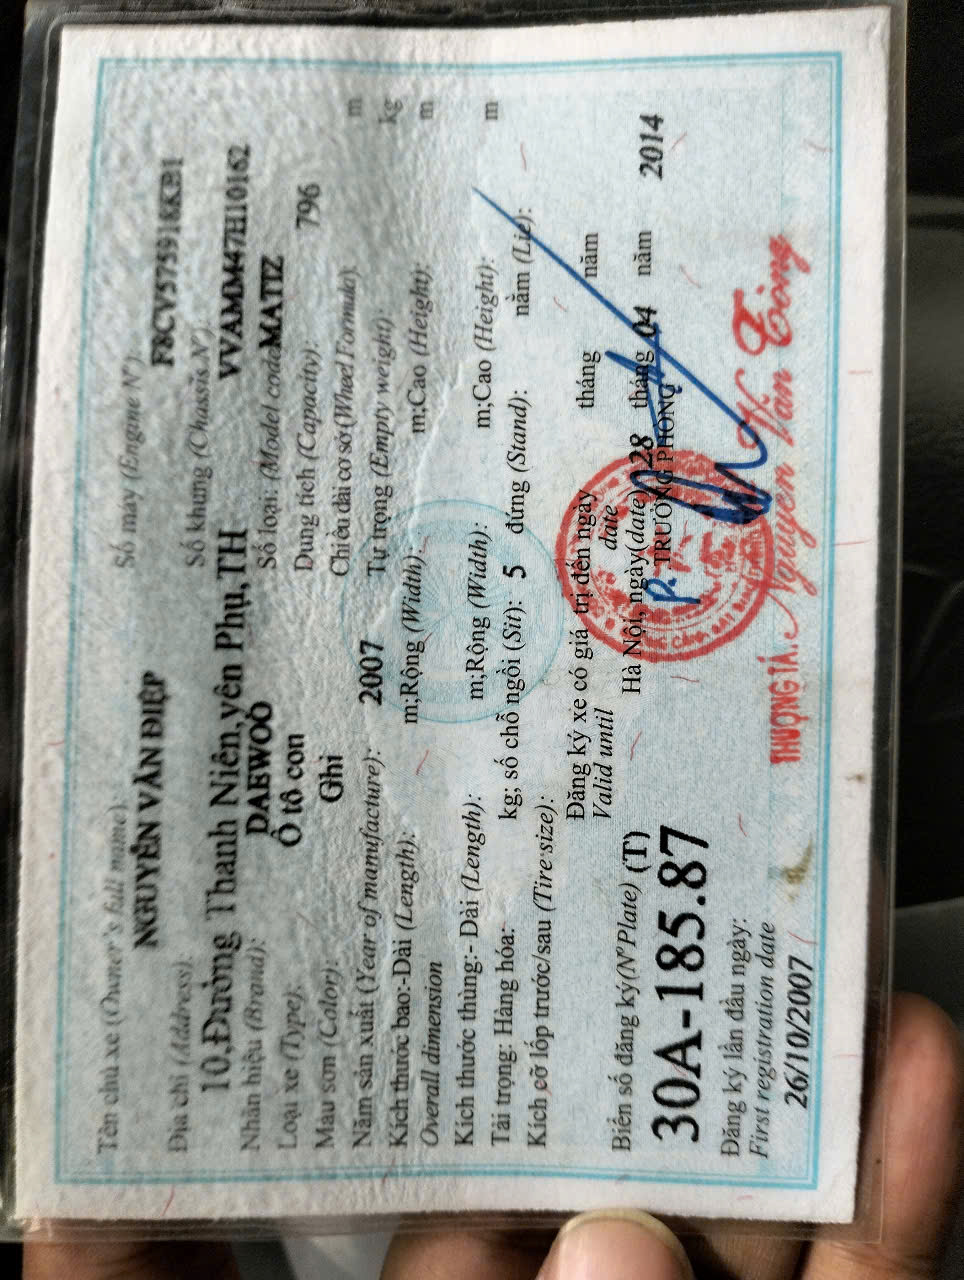 Tên chủ xe (Owner's full name):
NGUYỄN VĂN ĐIỆP
Số máy (Engine Nº):
F8CV575918KKB1
Địa chỉ (Address):
10,Đường Thanh Niên,yên Phụ,TH
Số khung (Chassis Nº):
VVAMM47H10162
Nhãn hiệu (Brand): DAEWOO
Số loại: (Model code MATIZ
Loại xe (Type): Ô tô con
Dung tích (Capacity): 796
Màu sơn (Color): Ghi
Chiều dài cơ sở (Wheel Formule) m
Năm sản xuất (Year of manufacture): 2007 Tự trọng (Empty weight): kg
Kích thước bao:-Dài (Length): m;Rộng (Width): m;Cao (Height): m
Overall dimension
Kích thước thùng:- Dài (Length): m;Rộng (Width): m;Cao (Height): m
Tải trọng: Hàng hóa: kg; số chỗ ngồi (Sit): 5 đứng (Stand): nằm (Lie):
Kích cỡ lốp trước/sau (Tire size):
Đăng ký xe có giá trị đến ngày tháng năm
Valid until date
Biển số đăng ký(Nº Plate) (T)
30A-185.87
Hà Nội, ngày(date) 28 tháng 04 năm 2014
P. TRƯỞNG PHÒNG
Đăng ký lần đầu ngày:
First registration date
26/10/2007
THƯỢNG TÁ. Nguyễn Văn Tòng